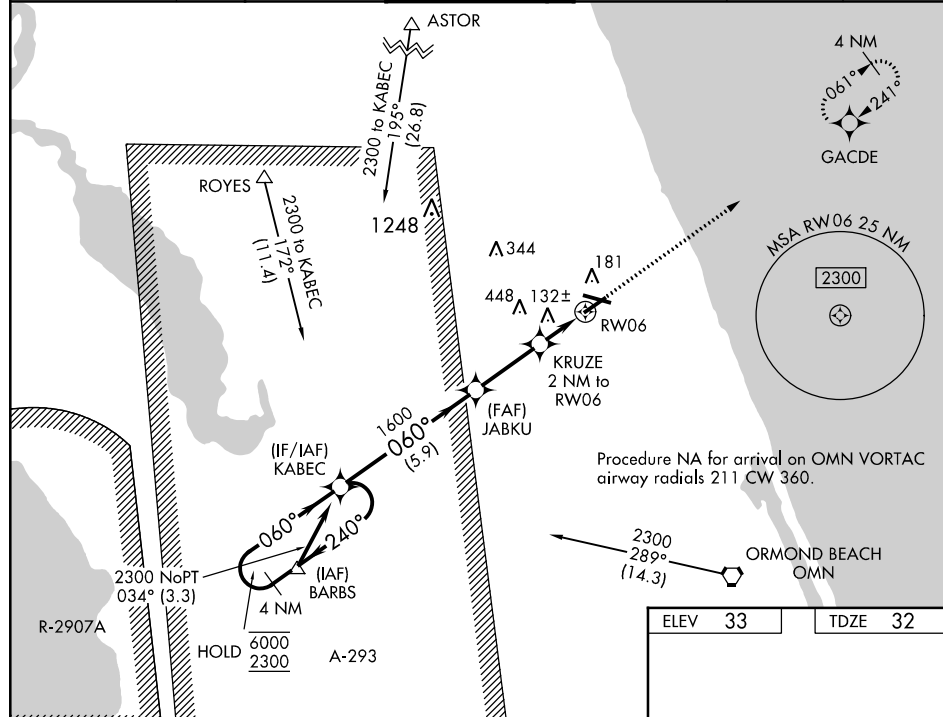 ASTOR
2300 to KABEC
195°
(26.8)
4 NM
061°
241°
GACDE
ROYES
2300 to KABEC
172°
(11.4)
1248
344
181
448
132±
RW06
MSA RW06 25 NM
2300
KRUZE
2 NM to
RW06
(FAF)
JABKU
1600
060°
(5.9)
(IF/IAF)
KABEC
Procedure NA for arrival on OMN VORTAC
airway radials 211 CW 360.
060°
240°
2300
289°
(14.3)
ORMOND BEACH
OMN
2300 NoPT
034° (3.3)
(IAF)
BARBS
4 NM
R-2907A
HOLD
6000
2300
A-293
ELEV 33
TDZE 32